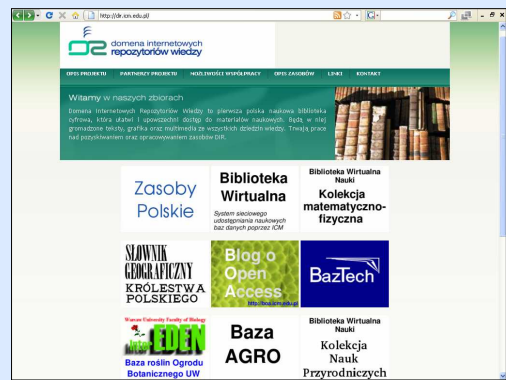 http://dir.icm.edu.pl/
domena internetowych
repozytoriów wiedzy
OPIS PROJEKTU PARTNERZY PROJEKTU MOŻLIWOŚCI WSPÓŁPRACY OPIS ZASOBÓW LINKI KONTAKT
Witamy w naszych zbiorach
Domena Internetowych Repozytoriów Wiedzy to pierwsza polska naukowa biblioteka
cyfrowa, która ułatwi i upowszechni dostęp do materiałów naukowych. Będą w niej
gromadzone teksty, grafika oraz multimedia ze wszystkich dziedzin wiedzy. Trwają prace
nad pozyskiwaniem oraz opracowywaniem zasobów DIR.
Zasoby
Polskie
Biblioteka
Wirtualna
System sieciowego
udostępniania naukowych
baz danych poprzez ICM
Biblioteka Wirtualna
Nauki
Kolekcja
matematyczno-
fizyczna
SŁOWNIK
GEOGRAFICZNY
KRÓLESTWA
POLSKIEGO
Blog o
Open
Access
BazTech
Warsaw University Faculty of Biology
EDEN
Baza roślin Ogrodu
Botanicznego UW
Baza
AGRO
Biblioteka Wirtualna
Nauki
Kolekcja
Nauk
Przyrodniczych